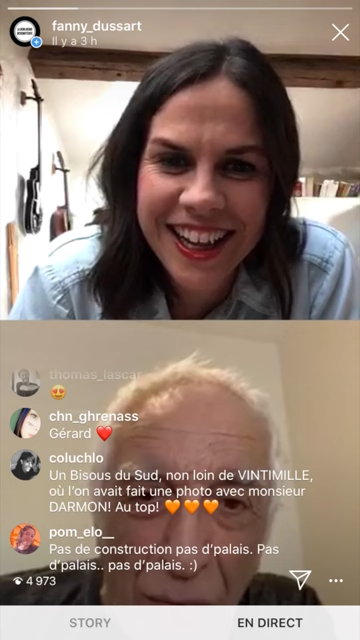 fanny_dussart
Il y a 3 h
thomas_lascar
chn_ghrenass
Gérard ❤️
coluchlo
Un Bisous du Sud, non loin de VINTIMILLE,
où l'on avait fait une photo avec monsieur
DARMON! Au top! 🧡🧡🧡
pom_elo__
Pas de construction pas d'palais. Pas
d'palais.. pas d'palais. :)
4 973
STORY
EN DIRECT